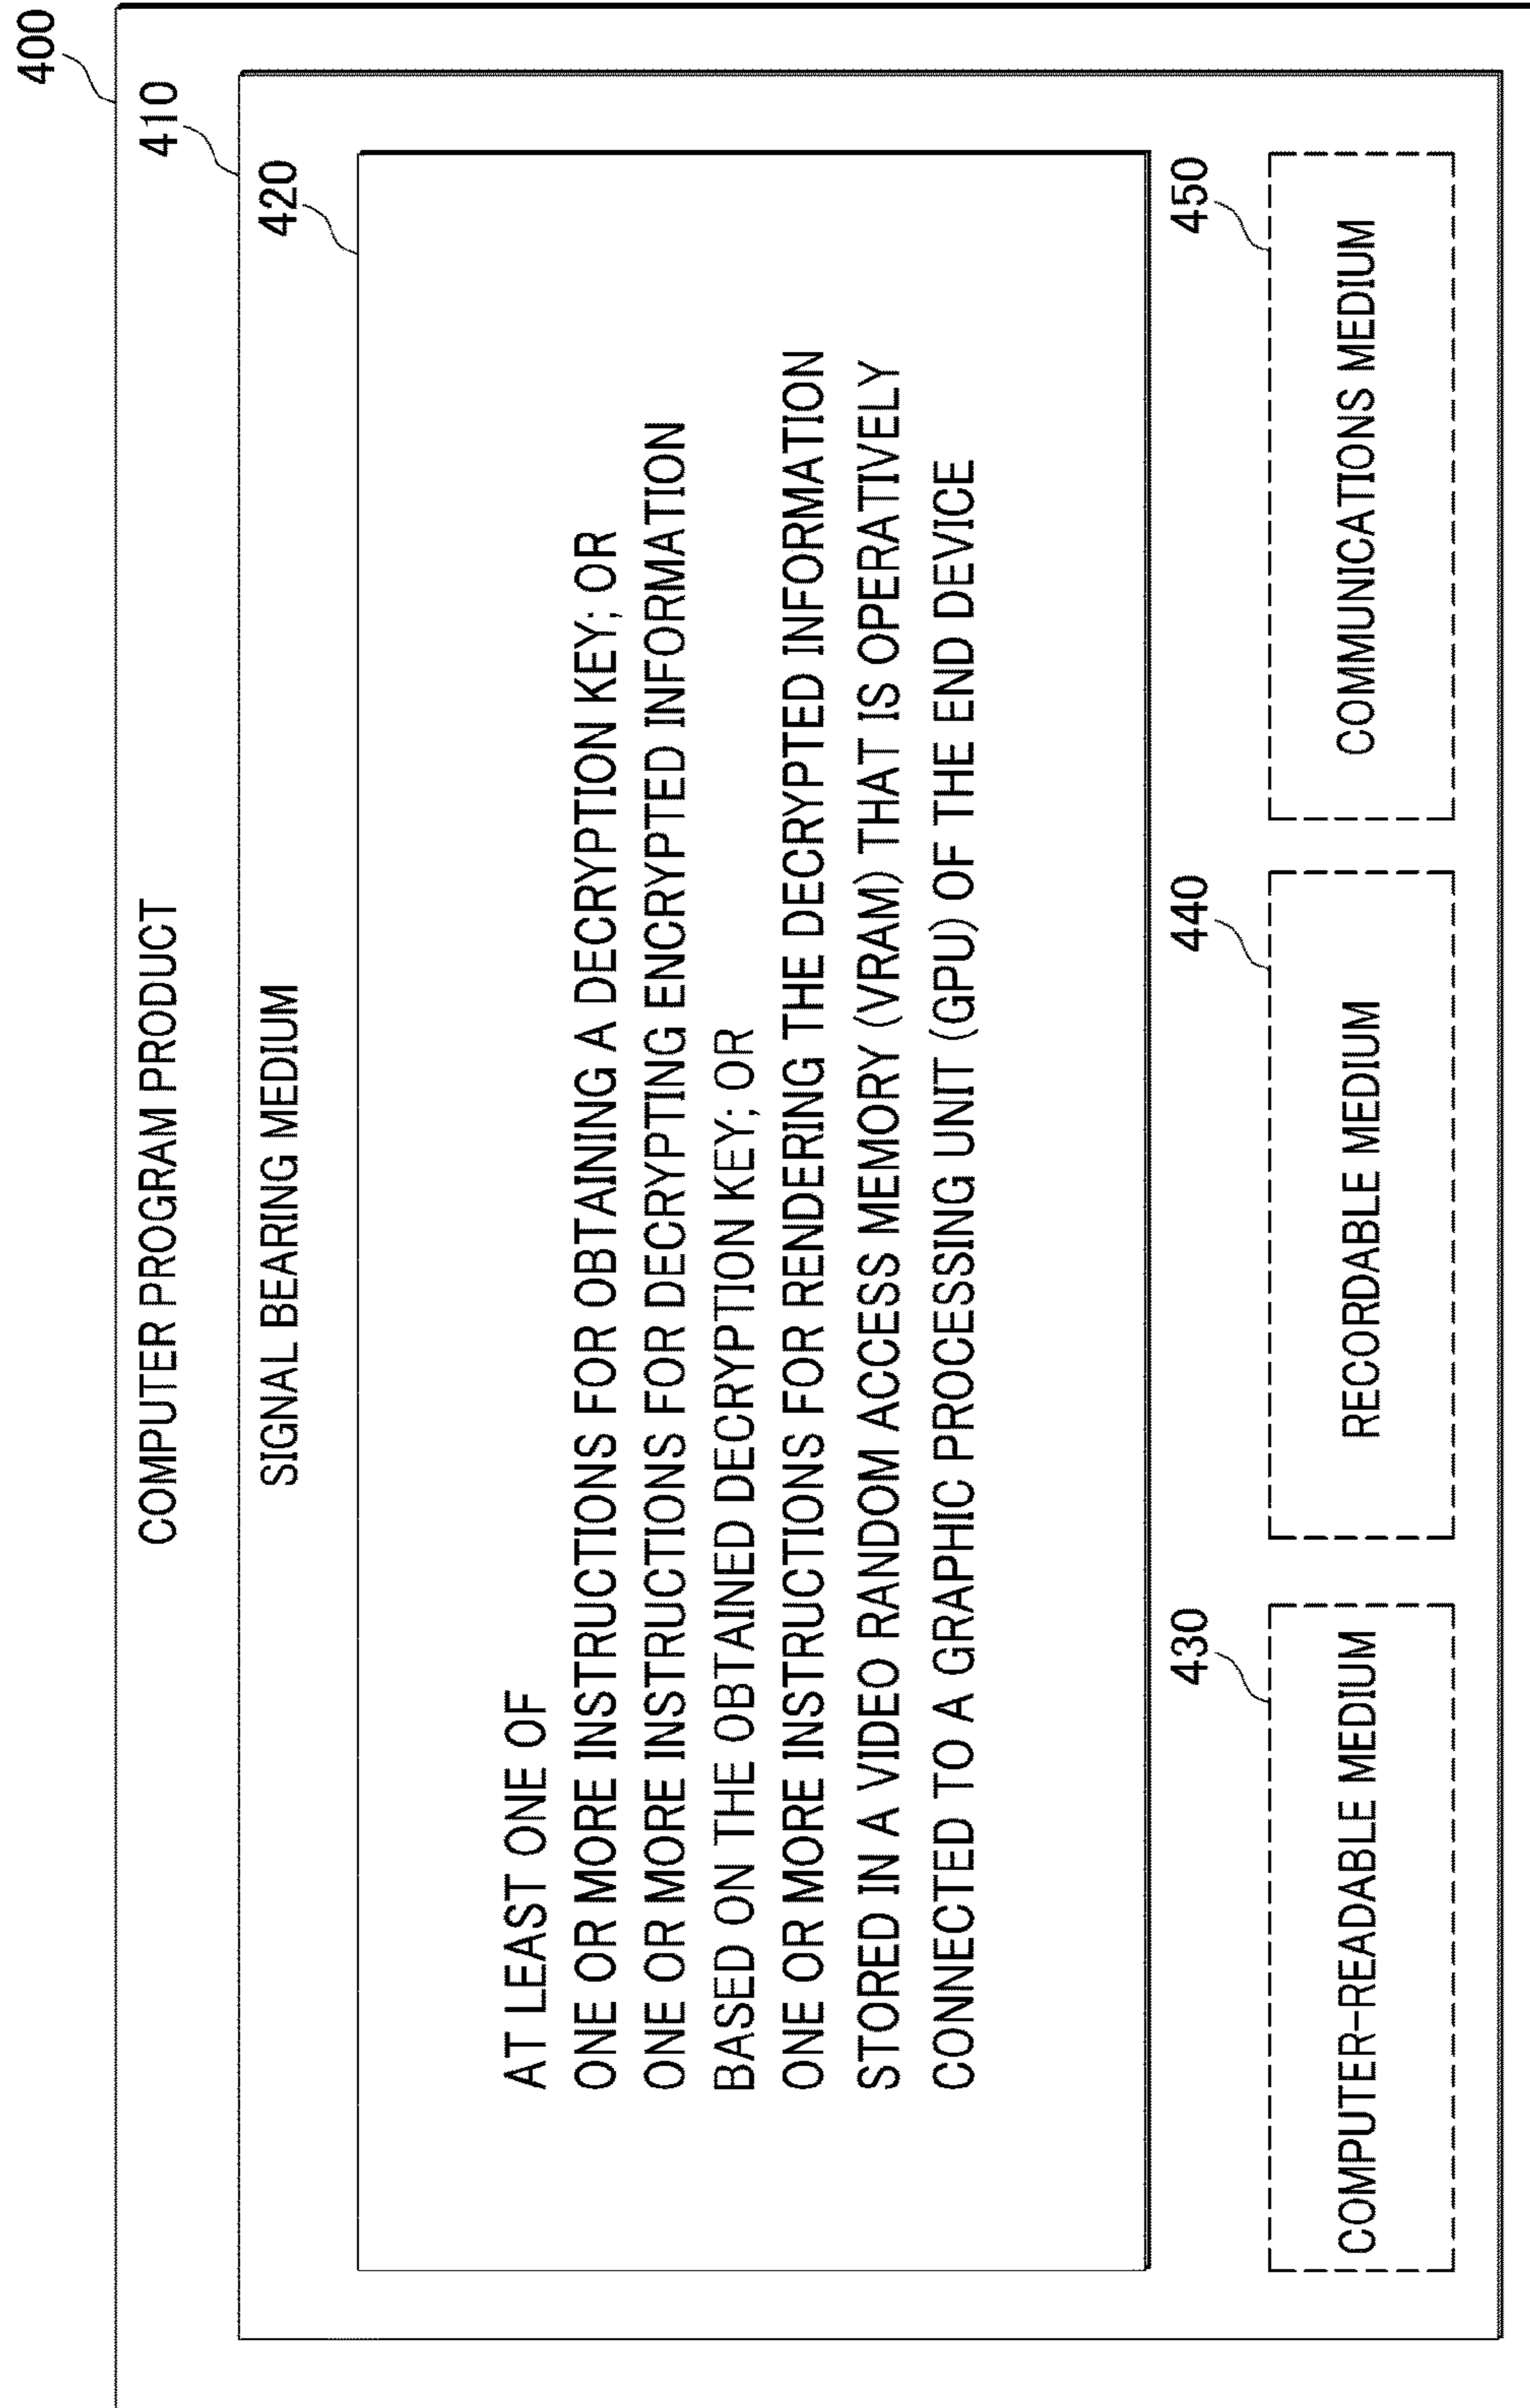 400
COMPUTER PROGRAM PRODUCT
410
SIGNAL BEARING MEDIUM
420
AT LEAST ONE OF
ONE OR MORE INSTRUCTIONS FOR OBTAINING A DECRYPTION KEY; OR
ONE OR MORE INSTRUCTIONS FOR DECRYPTING ENCRYPTED INFORMATION
BASED ON THE OBTAINED DECRYPTION KEY; OR
ONE OR MORE INSTRUCTIONS FOR RENDERING THE DECRYPTED INFORMATION
STORED IN A VIDEO RANDOM ACCESS MEMORY (VRAM) THAT IS OPERATIVELY
CONNECTED TO A GRAPHIC PROCESSING UNIT (GPU) OF THE END DEVICE
430
COMPUTER-READABLE MEDIUM
440
RECORDABLE MEDIUM
450
COMMUNICATIONS MEDIUM